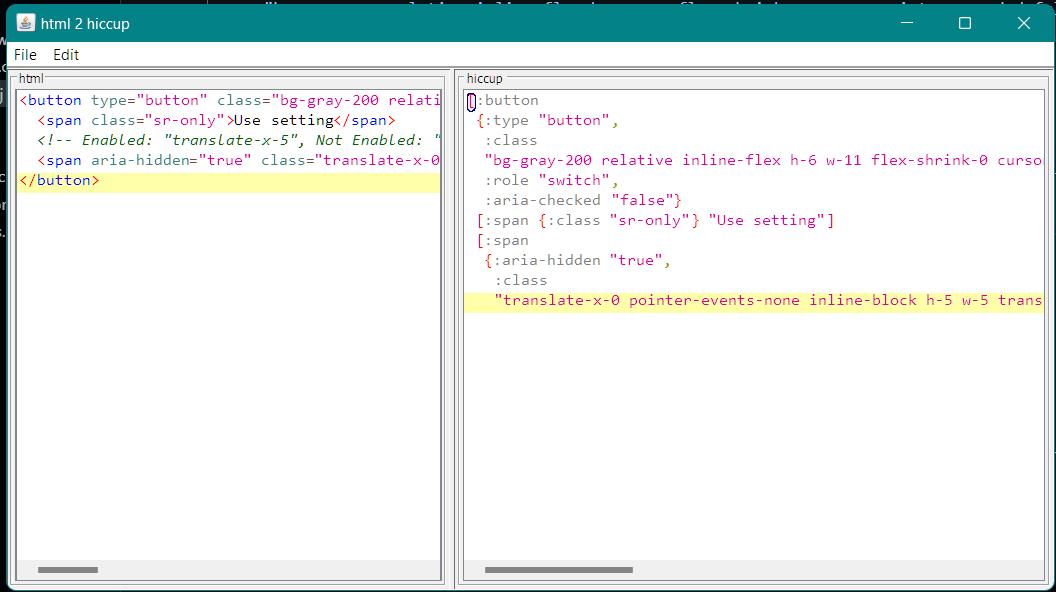 html 2 hiccup
File Edit
html
<button type="button" class="bg-gray-200 relati
<span class="sr-only">Use setting</span>
<!-- Enabled: "translate-x-5", Not Enabled: "
<span aria-hidden="true" class="translate-x-0
</button>
hiccup
[:button
{:type "button",
:class
"bg-gray-200 relative inline-flex h-6 w-11 flex-shrink-0 curso
:role "switch",
:aria-checked "false"}
[:span {:class "sr-only"} "Use setting"]
[:span
{:aria-hidden "true",
:class
"translate-x-0 pointer-events-none inline-block h-5 w-5 trans